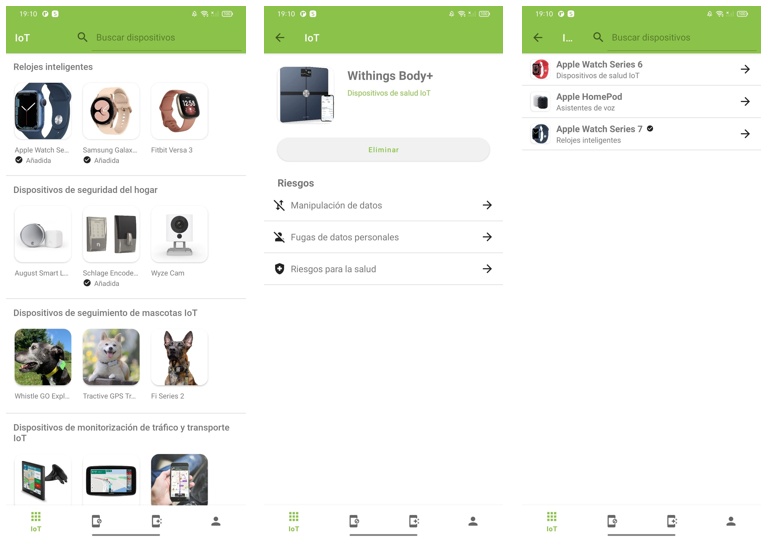 19:10
IoT
Buscar dispositivos
Relojes inteligentes
Apple Watch Se...
Añadida
Samsung Galax...
Añadida
Fitbit Versa 3
Dispositivos de seguridad del hogar
August Smart L...
Schlage Encode...
Añadida
Wyze Cam
Dispositivos de seguimiento de mascotas IoT
Whistle GO Expl...
Tractive GPS Tr...
Fi Series 2
Dispositivos de monitorización de tráfico y transporte
IoT
IoT
19:10
IoT
Withings Body+
Dispositivos de salud IoT
Eliminar
Riesgos
Manipulación de datos
Fugas de datos personales
Riesgos para la salud
IoT
19:10
I...
Buscar dispositivos
Apple Watch Series 6
Dispositivos de salud IoT
Apple HomePod
Asistentes de voz
Apple Watch Series 7
Relojes inteligentes
IoT